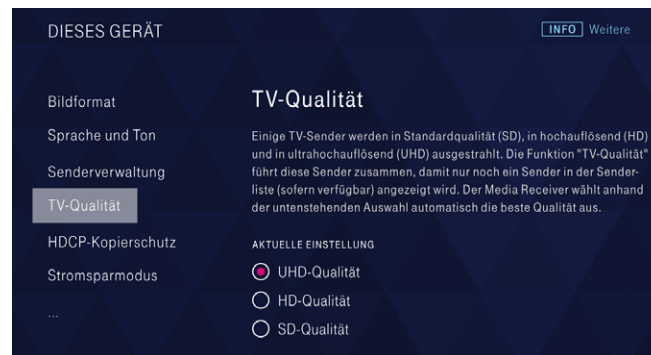 DIESES GERÄT
INFO Weitere
Bildformat
Sprache und Ton
Senderverwaltung
TV-Qualität
HDCP-Kopierschutz
Stromsparmodus
...
TV-Qualität
Einige TV-Sender werden in Standardqualität (SD), in hochauflösend (HD)
und in ultrahochauflösend (UHD) ausgestrahlt. Die Funktion "TV-Qualität"
führt diese Sender zusammen, damit nur noch ein Sender in der Sender-
liste (sofern verfügbar) angezeigt wird. Der Media Receiver wählt anhand
der untenstehenden Auswahl automatisch die beste Qualität aus.
AKTUELLE EINSTELLUNG
UHD-Qualität
HD-Qualität
SD-Qualität